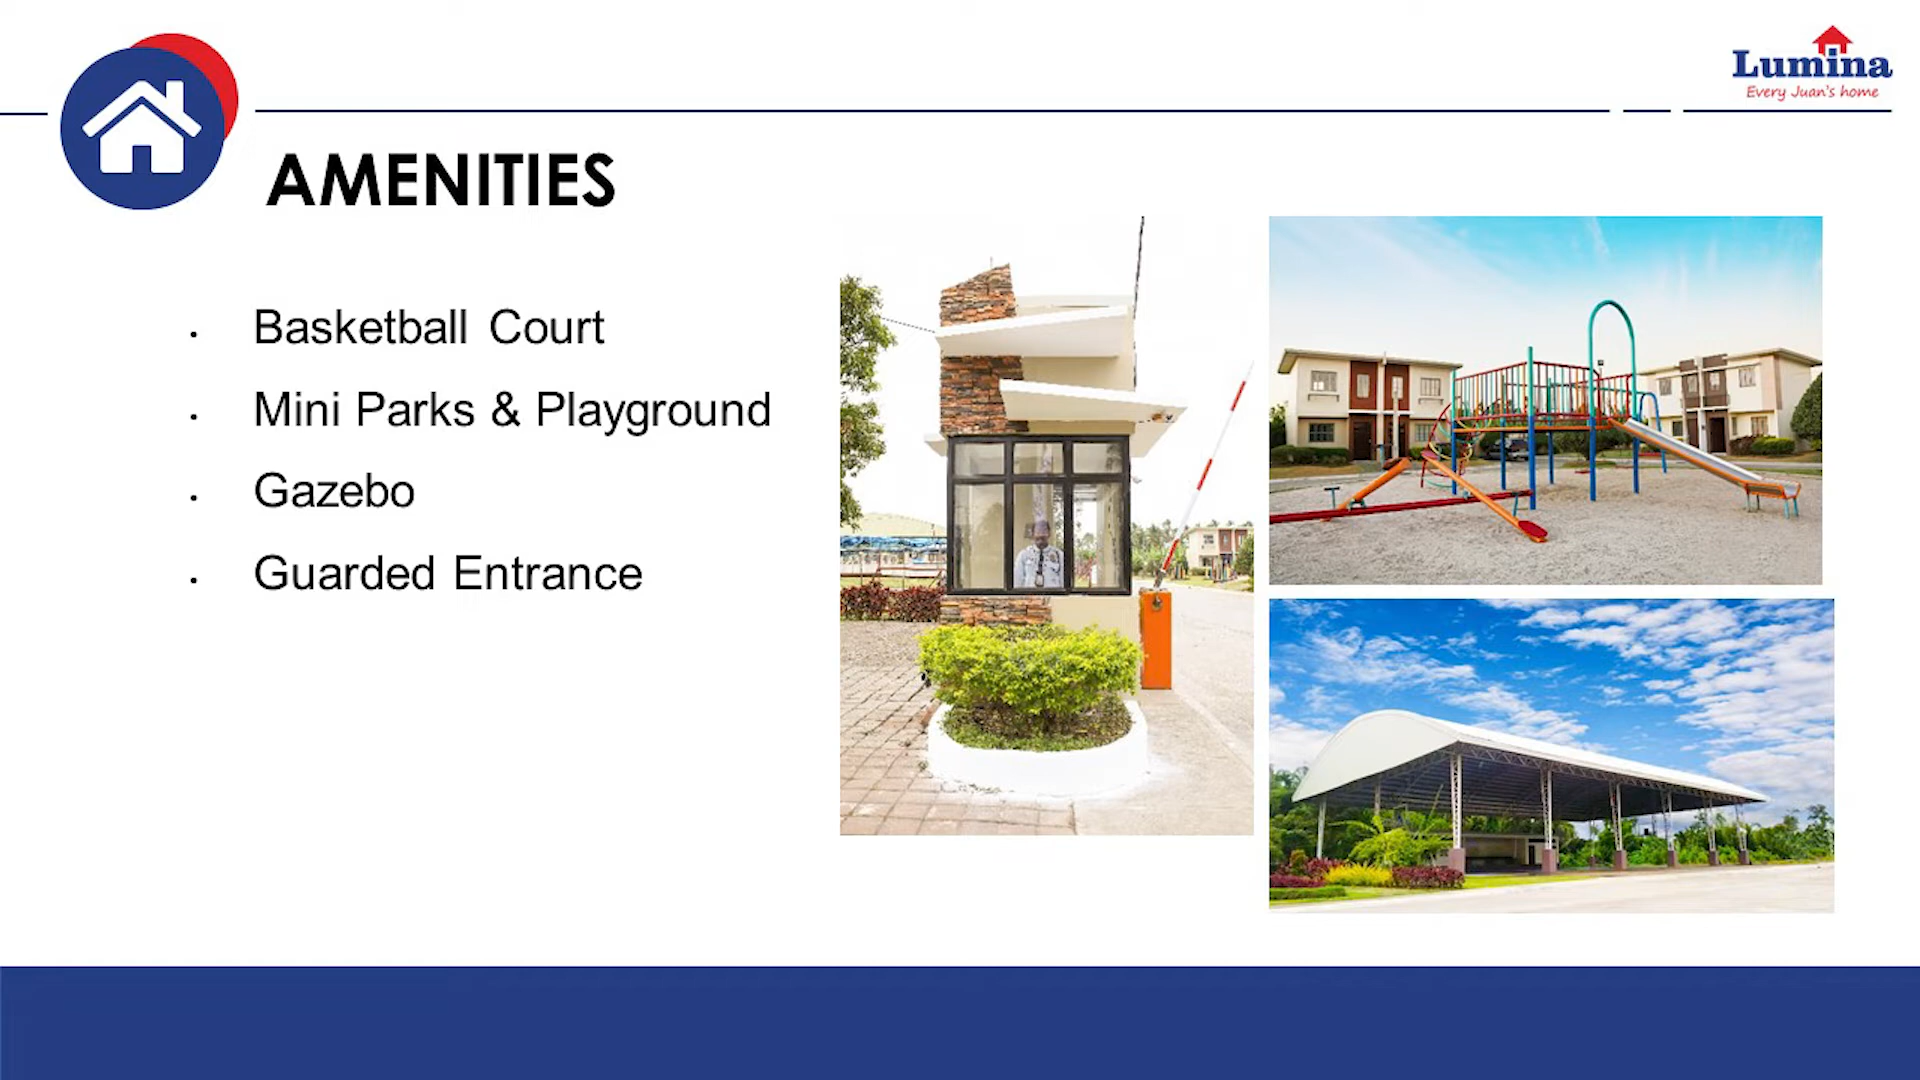 Lumina
Every Juan's home
AMENITIES
Basketball Court
Mini Parks & Playground
Gazebo
Guarded Entrance